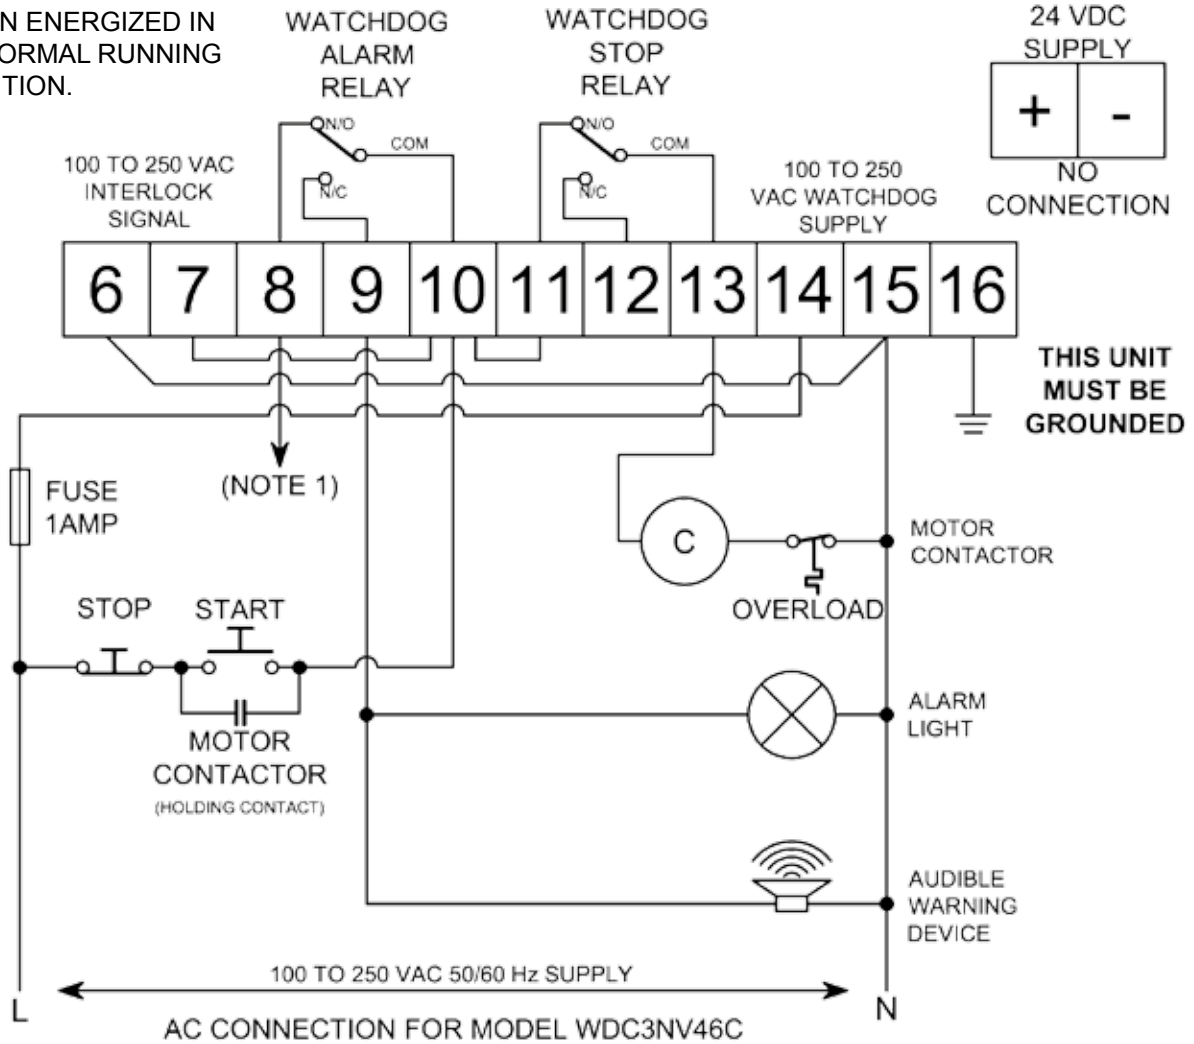 N ENERGIZED IN
ORMAL RUNNING
TION.
WATCHDOG
ALARM
RELAY
WATCHDOG
STOP
RELAY
24 VDC
SUPPLY
+ -
NO
CONNECTION
N/O
COM
N/C
N/O
COM
N/C
100 TO 250 VAC
INTERLOCK
SIGNAL
100 TO 250
VAC WATCHDOG
SUPPLY
6 7 8 9 10 11 12 13 14 15 16
THIS UNIT
MUST BE
GROUNDED
FUSE
1AMP
(NOTE 1)
C
MOTOR
CONTACTOR
OVERLOAD
STOP
START
MOTOR
CONTACTOR
(HOLDING CONTACT)
ALARM
LIGHT
AUDIBLE
WARNING
DEVICE
100 TO 250 VAC 50/60 Hz SUPPLY
L
N
AC CONNECTION FOR MODEL WDC3NV46C